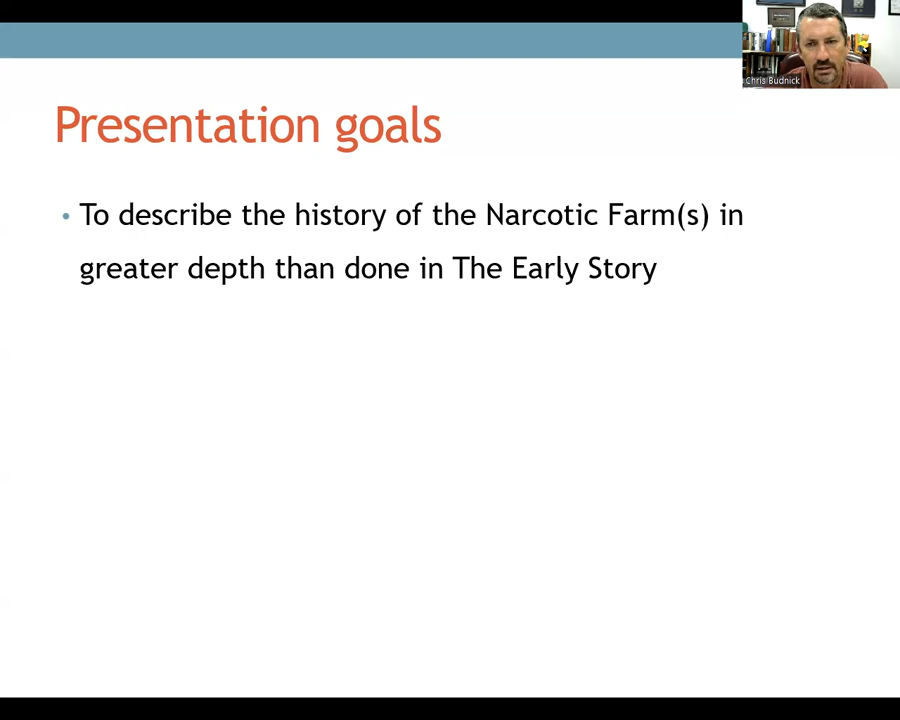 Chris Budnick
Presentation goals
• To describe the history of the Narcotic Farm(s) in
greater depth than done in The Early Story